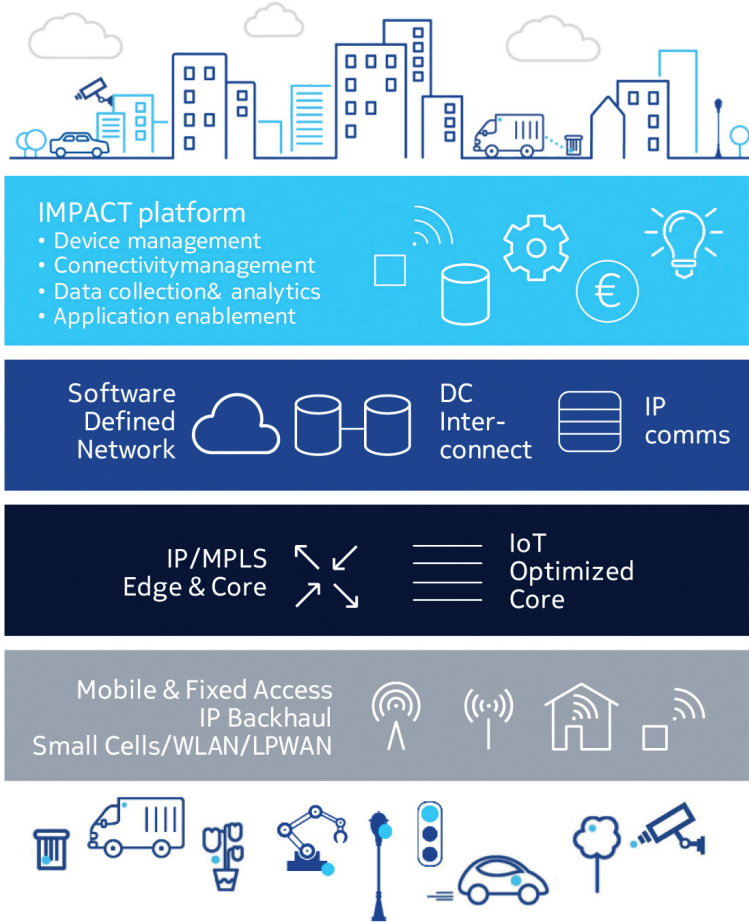 IMPACT platform
• Device management
• Connectivitymanagement
• Data collection& analytics
• Application enablement
€
Software
Defined
Network
DC
Inter-
connect
IP
comms
IP/MPLS
Edge & Core
IoT
Optimized
Core
Mobile & Fixed Access
IP Backhaul
Small Cells/WLAN/LPWAN